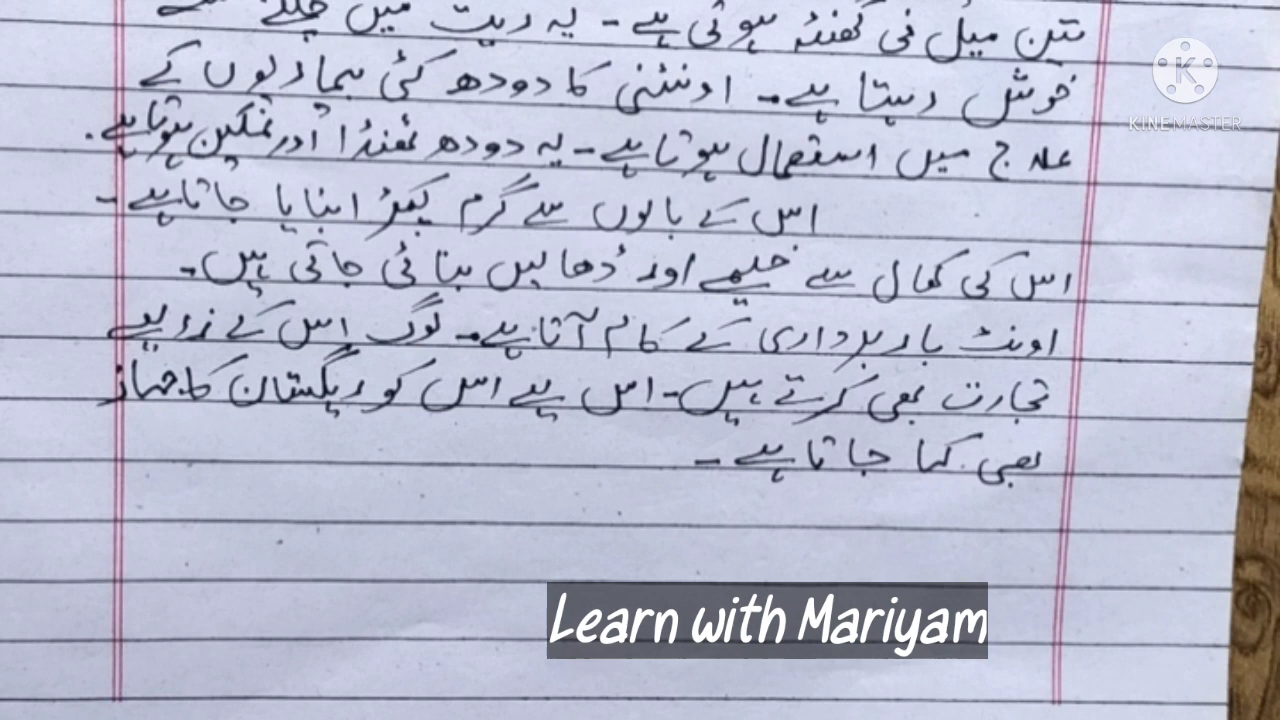 تین میل فی گھنٹہ ہوتی ہے۔ یہ ریت میں چلنے سے
خوش رہتا ہے۔ اونٹنی کا دودھ کئی بیماریوں کے
علاج میں استعمال ہوتا ہے۔ یہ دودھ ٹھنڈا اور نمکین ہوتا ہے۔
اس کے بالوں سے گرم کپڑا بنایا جاتا ہے۔
اس کی کھال سے خیمے اور ڈھالیں بنائی جاتی ہیں۔
اونٹ باربرداری کے کام آتا ہے۔ لوگ اِس کے زریے
تجارت بھی کرتے ہیں۔ اس لیے اس کو ریگستان کا جہاز
بھی کہا جاتا ہے۔
K
KINEMASTER
Learn with Mariyam